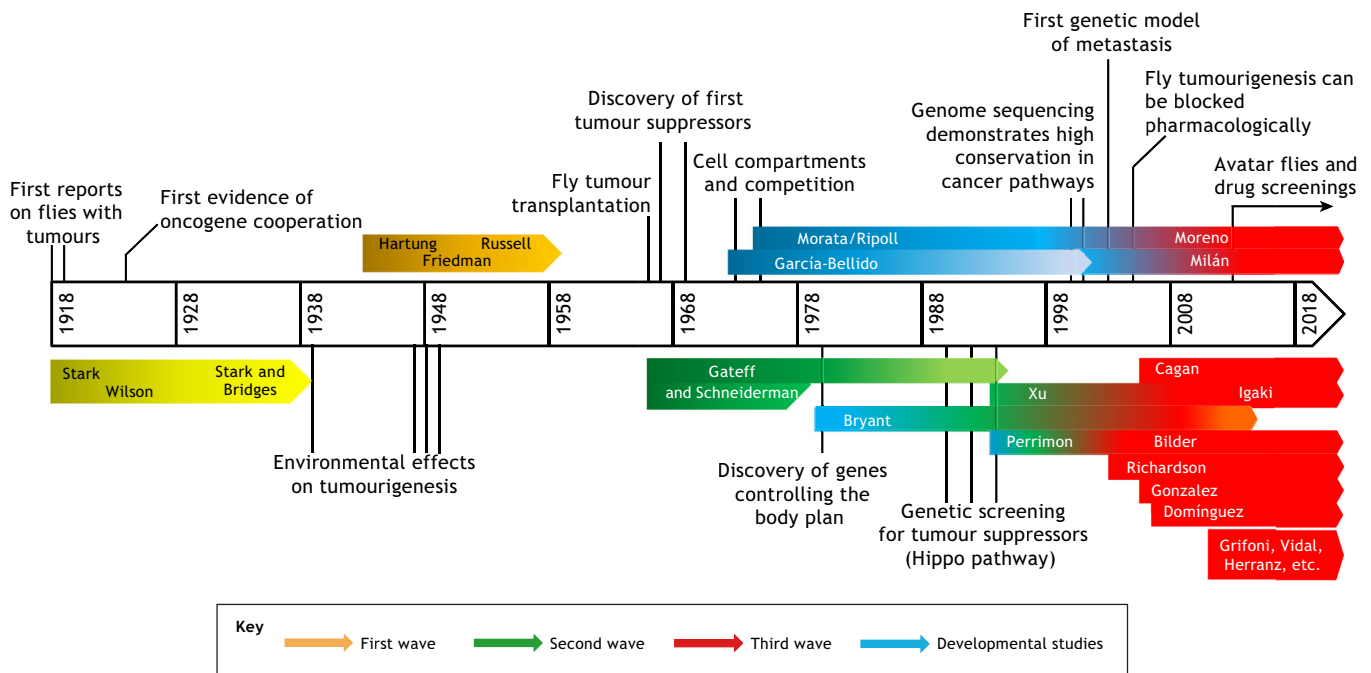 First genetic model
of metastasis
Fly tumourigenesis can
be blocked
pharmacologically
Discovery of first
tumour suppressors
Genome sequencing
demonstrates high
conservation in
cancer pathways
Cell compartments
and competition
Avatar flies and
drug screenings
Fly tumour
transplantation
First reports
on flies with
tumours
First evidence of
oncogene cooperation
Hartung Russell
Friedman
Morata/Ripoll Moreno
García-Bellido Milán
1918 1928 1938 1948 1958 1968 1978 1988 1998 2008 2018
Stark Stark and
Wilson Bridges
Gateff
and Schneiderman
Cagan
Xu Igaki
Bryant
Perrimon Bilder
Richardson
Gonzalez
Domínguez
Grifoni, Vidal,
Herranz, etc.
Environmental effects
on tumourigenesis
Discovery of genes
controlling the
body plan
Genetic screening
for tumour suppressors
(Hippo pathway)
Key
First wave Second wave Third wave Developmental studies